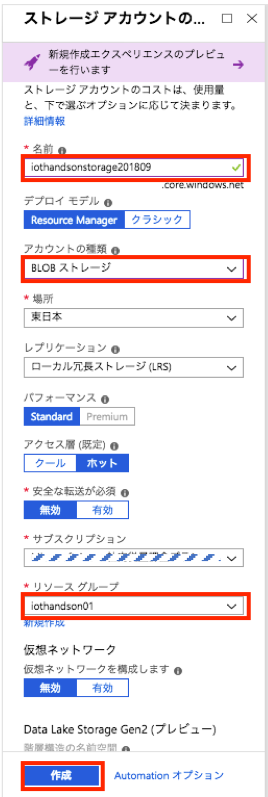 ストレージ アカウントの...
新規作成エクスペリエンスのプレビュ
ーを行います
ストレージ アカウントのコストは、使用量
と、下で選ぶオプションに応じて決まります。
詳細情報
* 名前
iothandsonstorage201809
.core.windows.net
デプロイ モデル
Resource Manager クラシック
アカウントの種類
BLOB ストレージ
* 場所
東日本
レプリケーション
ローカル冗長ストレージ (LRS)
パフォーマンス
Standard Premium
アクセス層 (既定)
クール ホット
* 安全な転送が必須
無効 有効
* サブスクリプション
* リソース グループ
iothandson01
新規作成
仮想ネットワーク
仮想ネットワークを構成します
無効 有効
Data Lake Storage Gen2 (プレビュー)
階層構造の名前空間
作成 Automation オプション